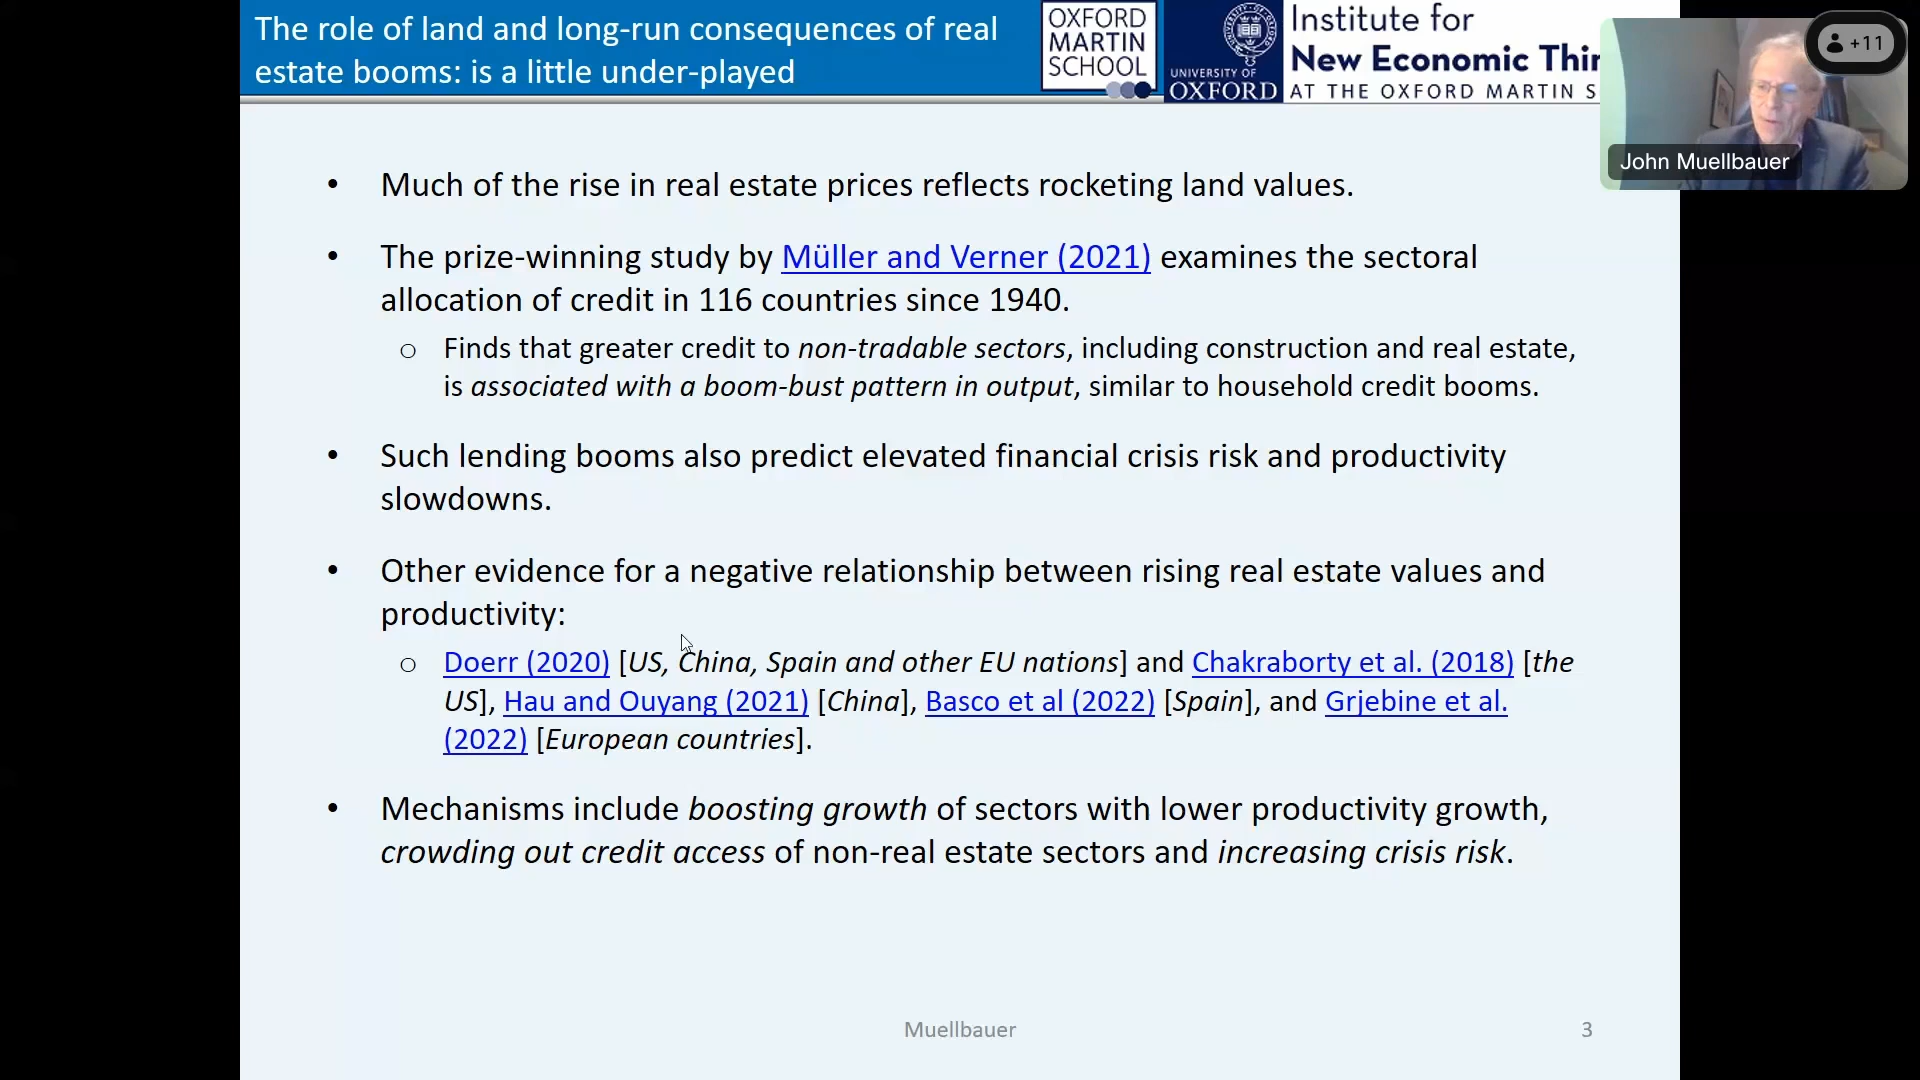 The role of land and long-run consequences of real
estate booms: is a little under-played
OXFORD
MARTIN
SCHOOL
UNIVERSITY OF
OXFORD
Institute for
New Economic Thin
AT THE OXFORD MARTIN S
+11
John Muellbauer
• Much of the rise in real estate prices reflects rocketing land values.
• The prize-winning study by Müller and Verner (2021) examines the sectoral
allocation of credit in 116 countries since 1940.
o Finds that greater credit to non-tradable sectors, including construction and real estate,
is associated with a boom-bust pattern in output, similar to household credit booms.
• Such lending booms also predict elevated financial crisis risk and productivity
slowdowns.
• Other evidence for a negative relationship between rising real estate values and
productivity:
o Doerr (2020) [US, China, Spain and other EU nations] and Chakraborty et al. (2018) [the
US], Hau and Ouyang (2021) [China], Basco et al (2022) [Spain], and Grjebine et al.
(2022) [European countries].
• Mechanisms include boosting growth of sectors with lower productivity growth,
crowding out credit access of non-real estate sectors and increasing crisis risk.
Muellbauer
3